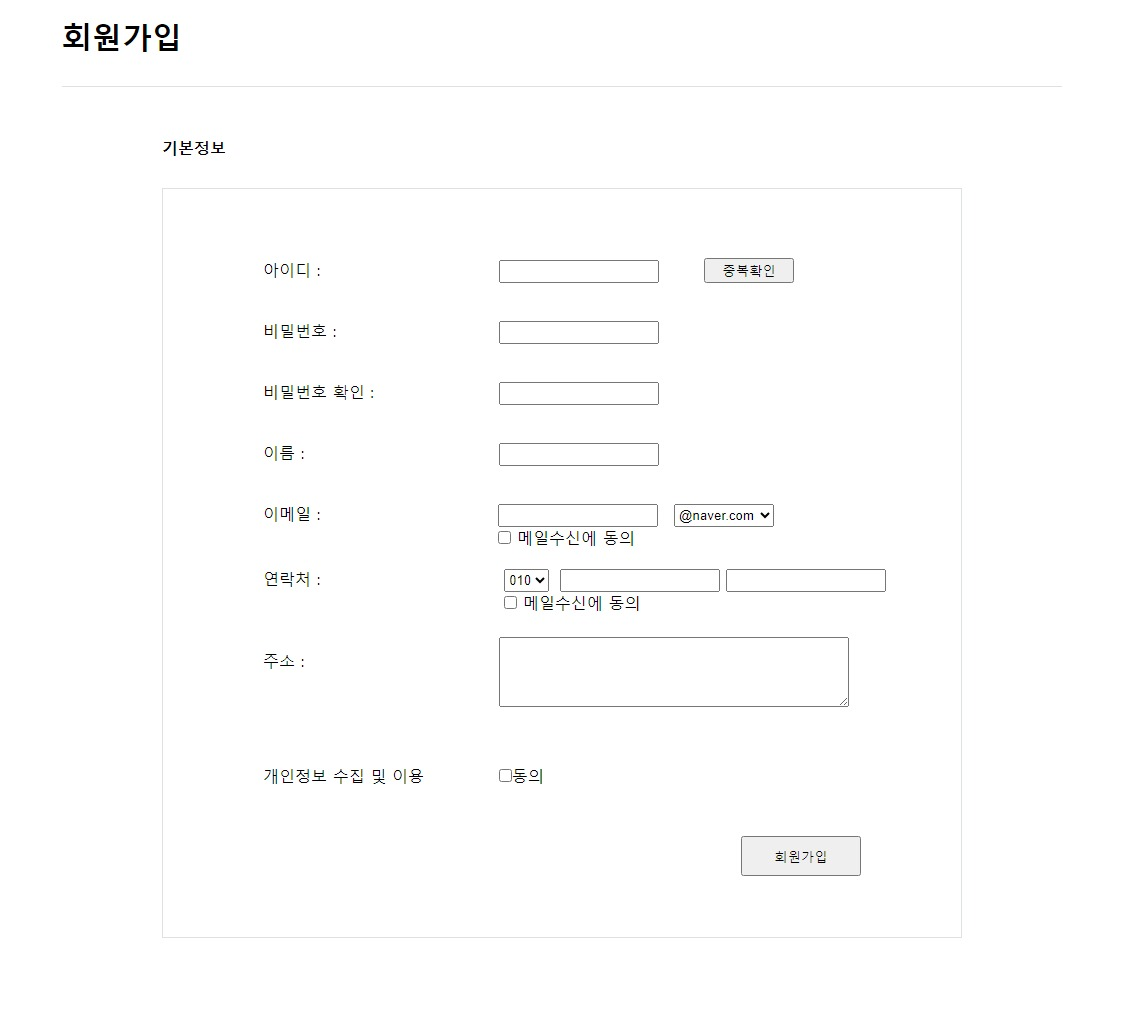 회원가입
기본정보
아이디 : 중복확인
비밀번호 :
비밀번호 확인 :
이름 :
이메일 : @naver.com
메일수신에 동의
연락처 : 010
메일수신에 동의
주소 :
개인정보 수집 및 이용 동의
회원가입